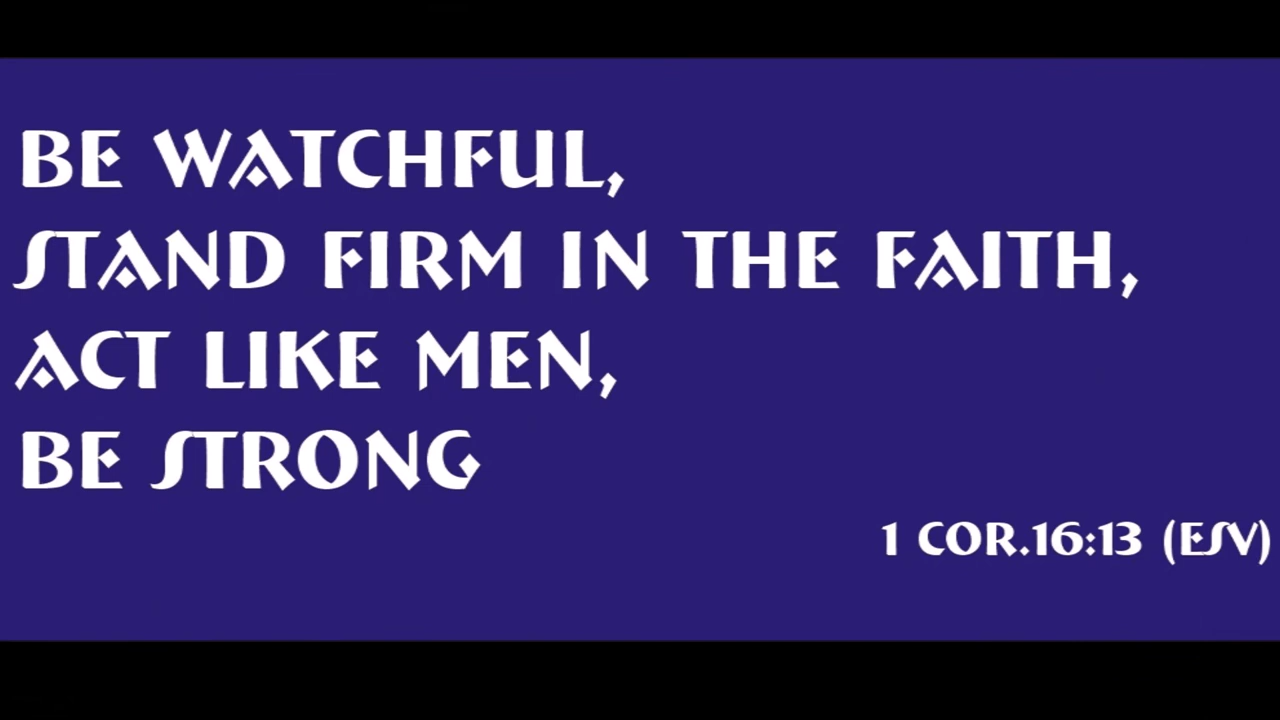 BE WATCHFUL,
STAND FIRM IN THE FAITH,
ACT LIKE MEN,
BE STRONG
1 COR.16:13 (ESV)